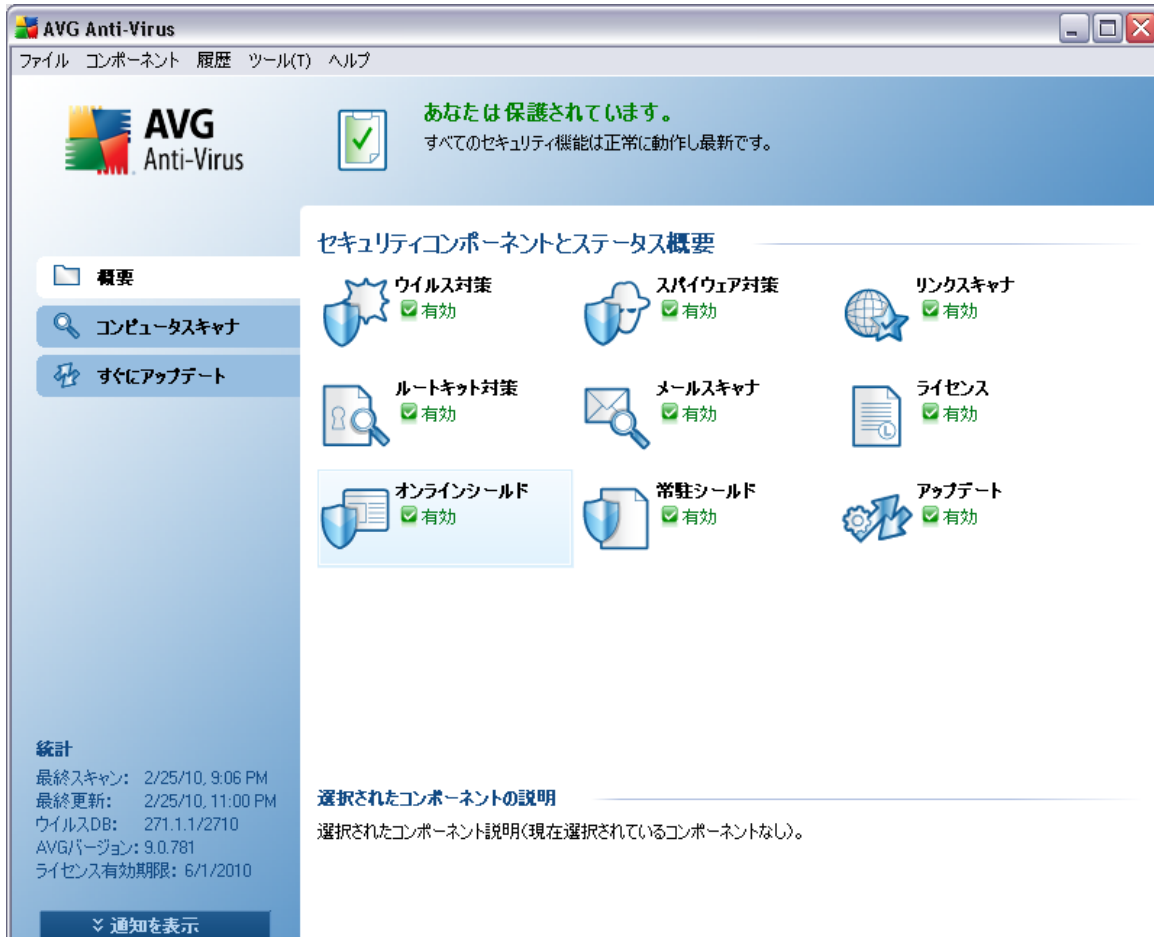 AVG Anti-Virus
ファイル コンポーネント 履歴 ツール(T) ヘルプ
AVG
Anti-Virus
あなたは保護されています。
すべてのセキュリティ機能は正常に動作し最新です。
概要
コンピュータスキャナ
すぐにアップデート
セキュリティコンポーネントとステータス概要
ウイルス対策
有効
スパイウェア対策
有効
リンクスキャナ
有効
ルートキット対策
有効
メールスキャナ
有効
ライセンス
有効
オンラインシールド
有効
常駐シールド
有効
アップデート
有効
統計
最終スキャン: 2/25/10, 9:06 PM
最終更新: 2/25/10, 11:00 PM
ウイルスDB: 271.1.1/2710
AVGバージョン: 9.0.781
ライセンス有効期限: 6/1/2010
通知を表示
選択されたコンポーネントの説明
選択されたコンポーネント説明(現在選択されているコンポーネントなし)。